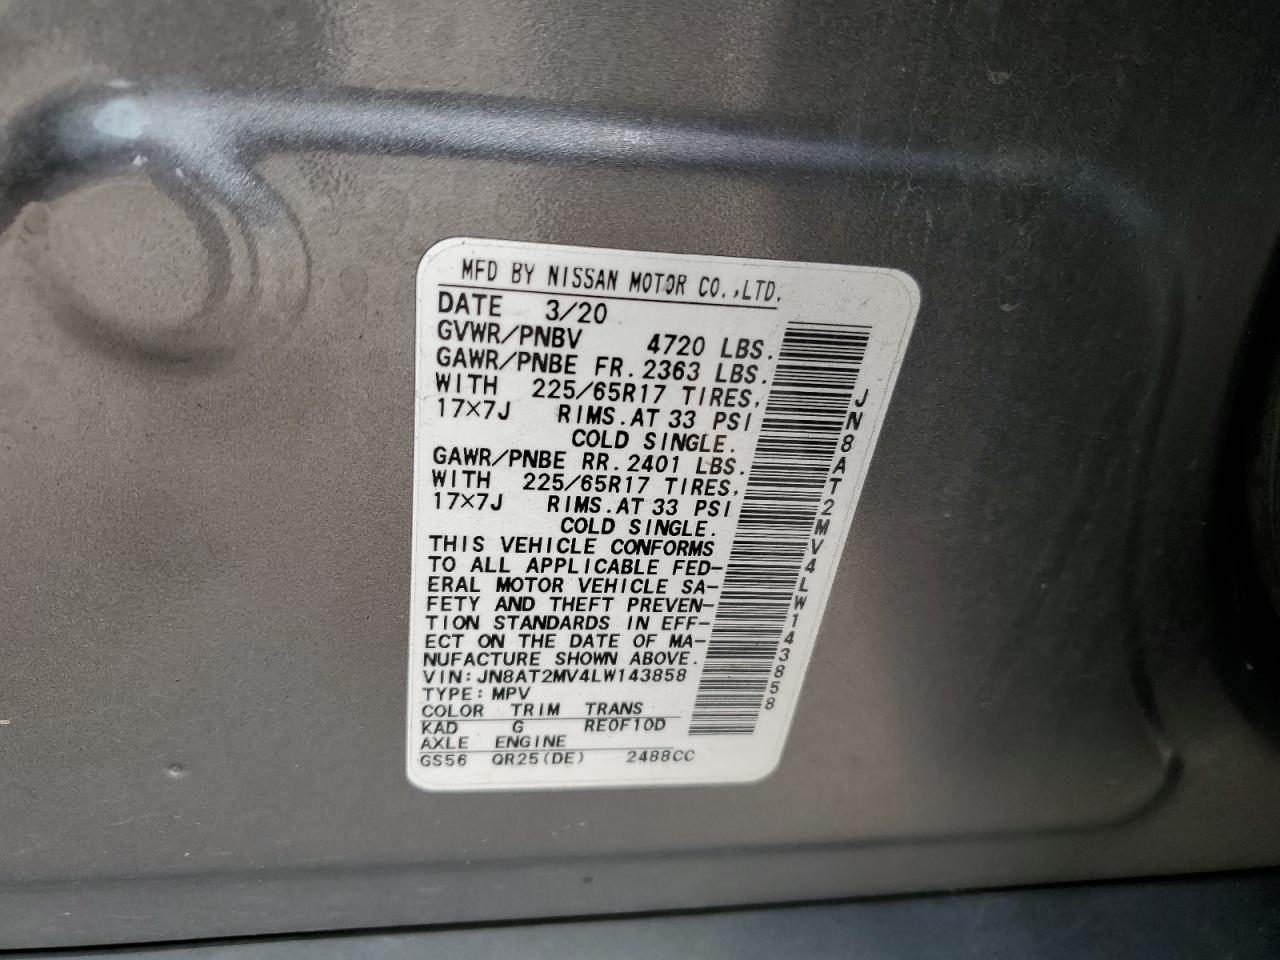 MFD BY NISSAN MOTOR CO.,LTD.
DATE 3/20
GVWR/PNBV 4720 LBS.
GAWR/PNBE FR.2363 LBS.
WITH 225/65R17 TIRES,
17×7J RIMS.AT 33 PSI
COLD SINGLE.
GAWR/PNBE RR.2401 LBS.
WITH 225/65R17 TIRES,
17×7J RIMS.AT 33 PSI
COLD SINGLE.
THIS VEHICLE CONFORMS
TO ALL APPLICABLE FED-
ERAL MOTOR VEHICLE SA-
FETY AND THEFT PREVEN-
TION STANDARDS IN EFF-
ECT ON THE DATE OF MA-
NUFACTURE SHOWN ABOVE.
VIN:JN8AT2MV4LW143858
TYPE:MPV
COLOR TRIM TRANS
KAD G RE0F10D
AXLE ENGINE
GS56 QR25(DE) 2488CC
JN8AT2MV4LW143858